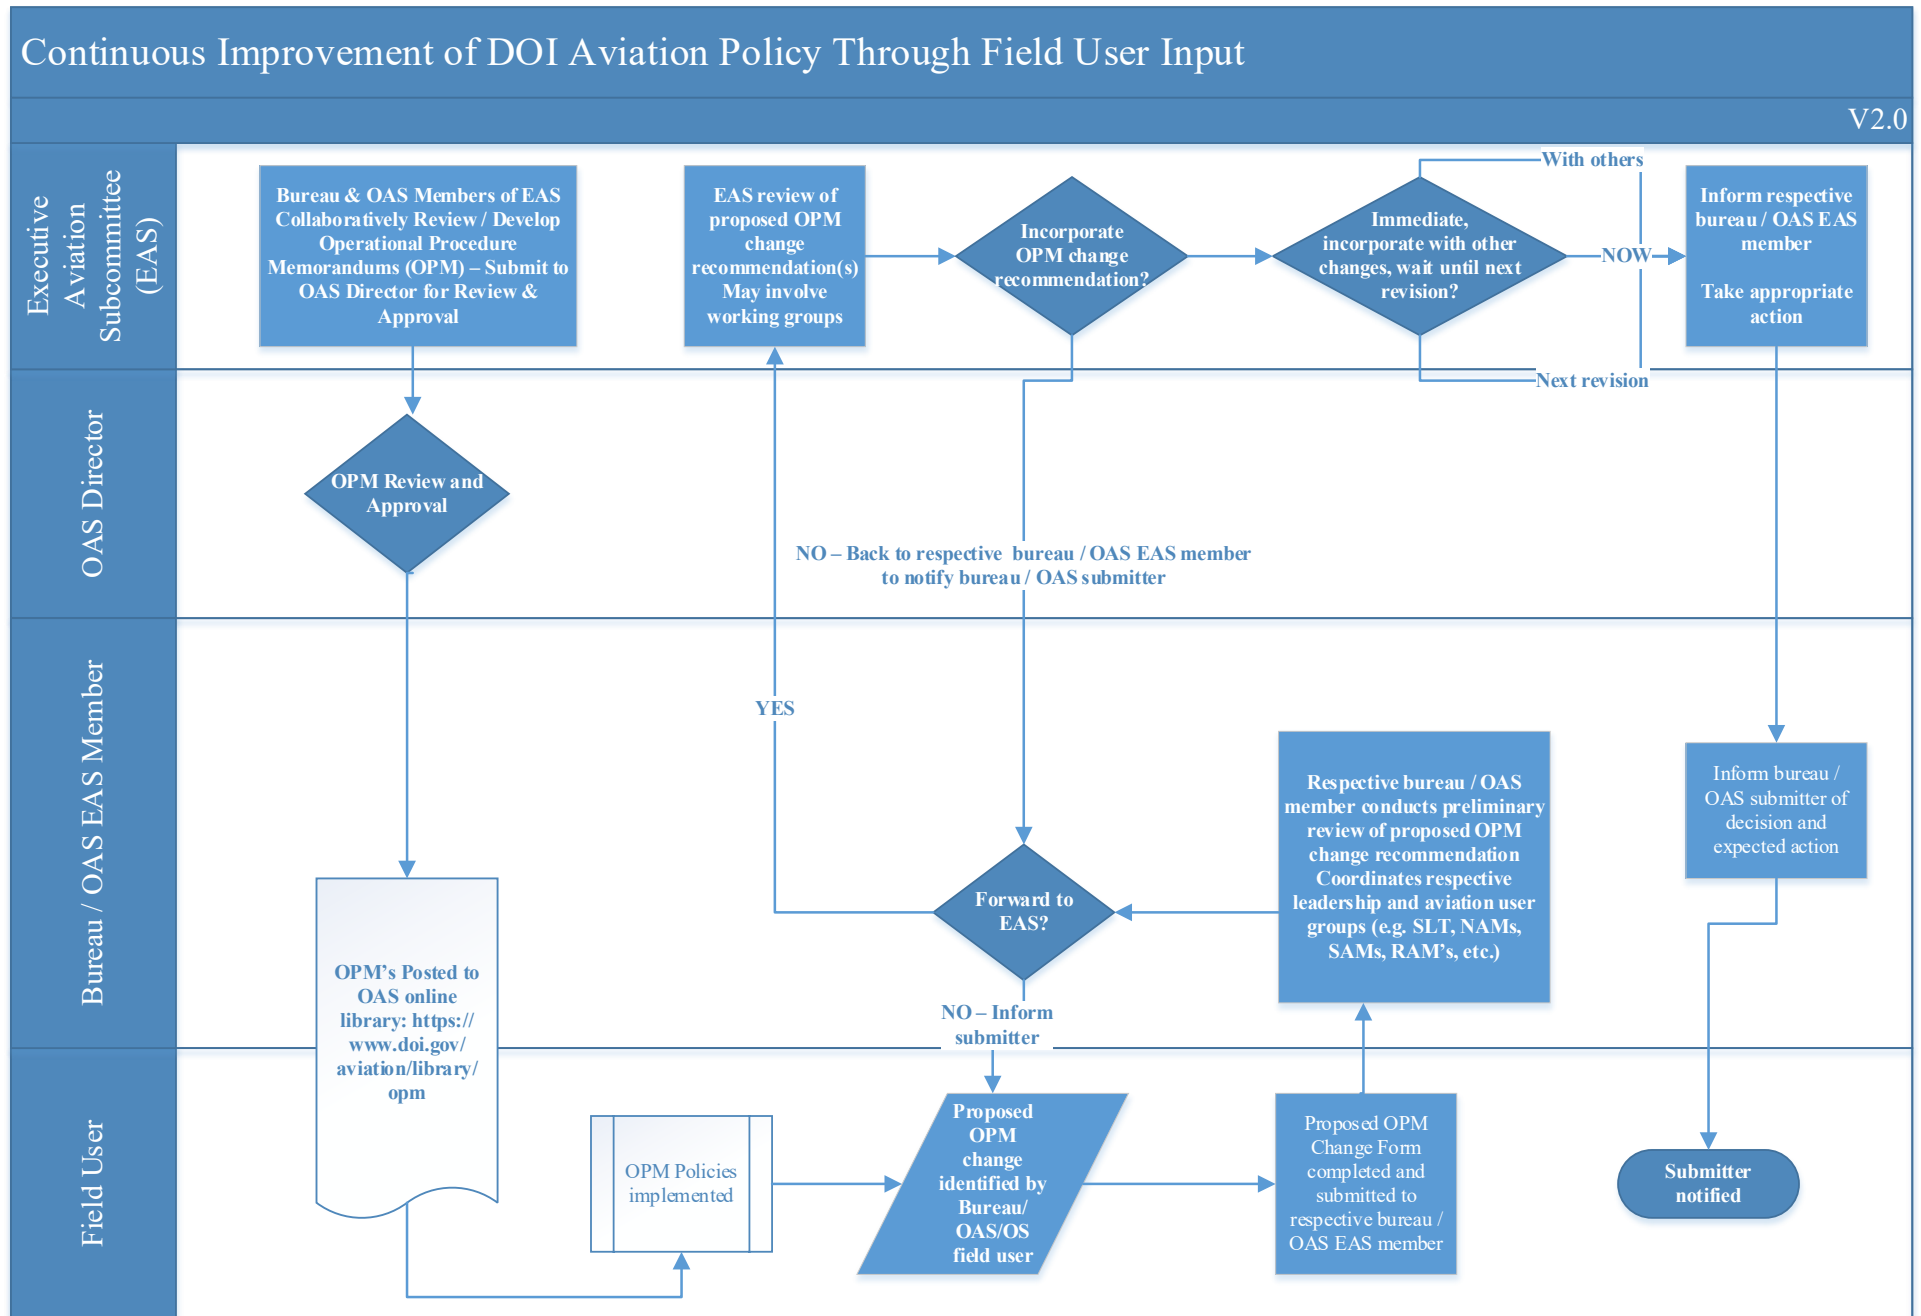 Continuous Improvement of DOI Aviation Policy Through Field User Input
V2.0
Executive
Aviation
Subcommittee
(EAS)
Bureau & OAS Members of EAS
Collaboratively Review / Develop
Operational Procedure
Memorandums (OPM) – Submit to
OAS Director for Review &
Approval
EAS review of
proposed OPM
change
recommendation(s)
May involve
working groups
Incorporate
OPM change
recommendation?
Immediate,
incorporate with other
changes, wait until next
revision?
With others
NOW
Next revision
Inform respective
bureau / OAS EAS
member
Take appropriate
action
OAS Director
OPM Review and
Approval
NO – Back to respective bureau / OAS EAS member
to notify bureau / OAS submitter
Bureau / OAS EAS Member
YES
Forward to
EAS?
NO – Inform
submitter
Respective bureau / OAS
member conducts preliminary
review of proposed OPM
change recommendation
Coordinates respective
leadership and aviation user
groups (e.g. SLT, NAMs,
SAMs, RAM's, etc.)
Inform bureau /
OAS submitter of
decision and
expected action
OPM's Posted to
OAS online
library: https://
www.doi.gov/
aviation/library/
opm
Field User
OPM Policies
implemented
Proposed
OPM
change
identified by
Bureau/
OAS/OS
field user
Proposed OPM
Change Form
completed and
submitted to
respective bureau /
OAS EAS member
Submitter
notified